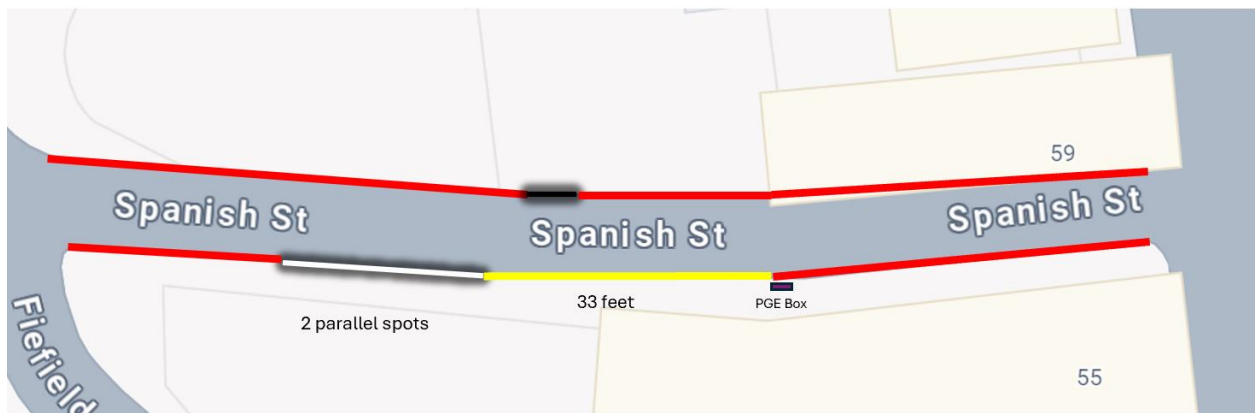 59
Spanish St
Spanish St
Spanish St
33 feet
PGE Box
2 parallel spots
Fiefield
55